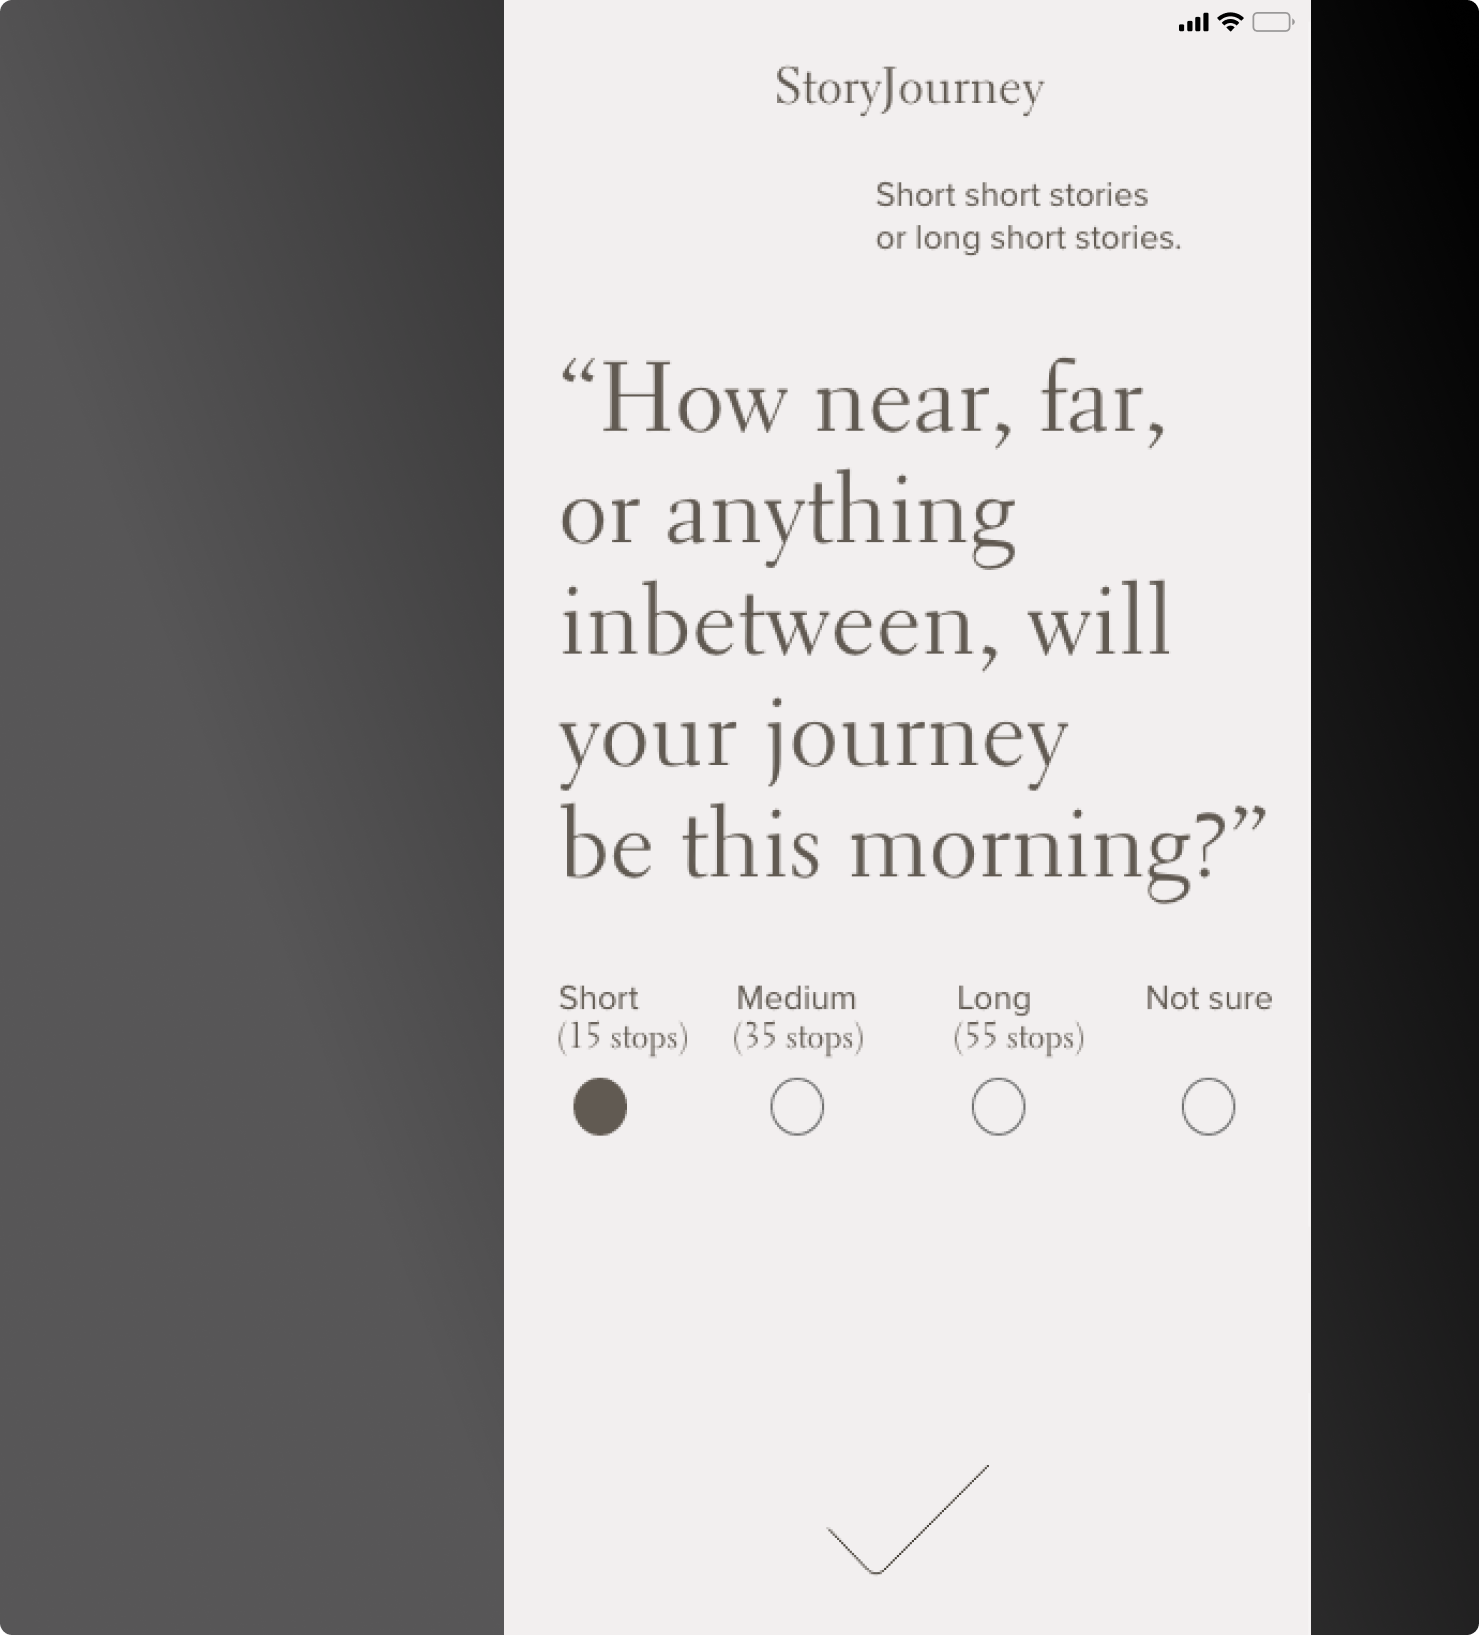 StoryJourney
Short short stories
or long short stories.
“How near, far,
or anything
inbetween, will
your journey
be this morning?”
Short Medium Long Not sure
(15 stops) (35 stops) (55 stops)